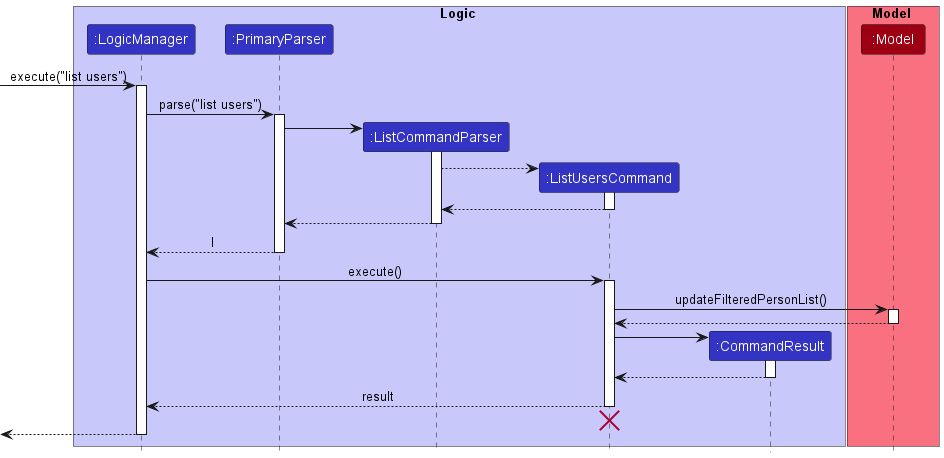 Logic
Model
:LogicManager
:PrimaryParser
:Model
execute("list users")
parse("list users")
:ListCommandParser
:ListUsersCommand
l
execute()
updateFilteredPersonList()
:CommandResult
result